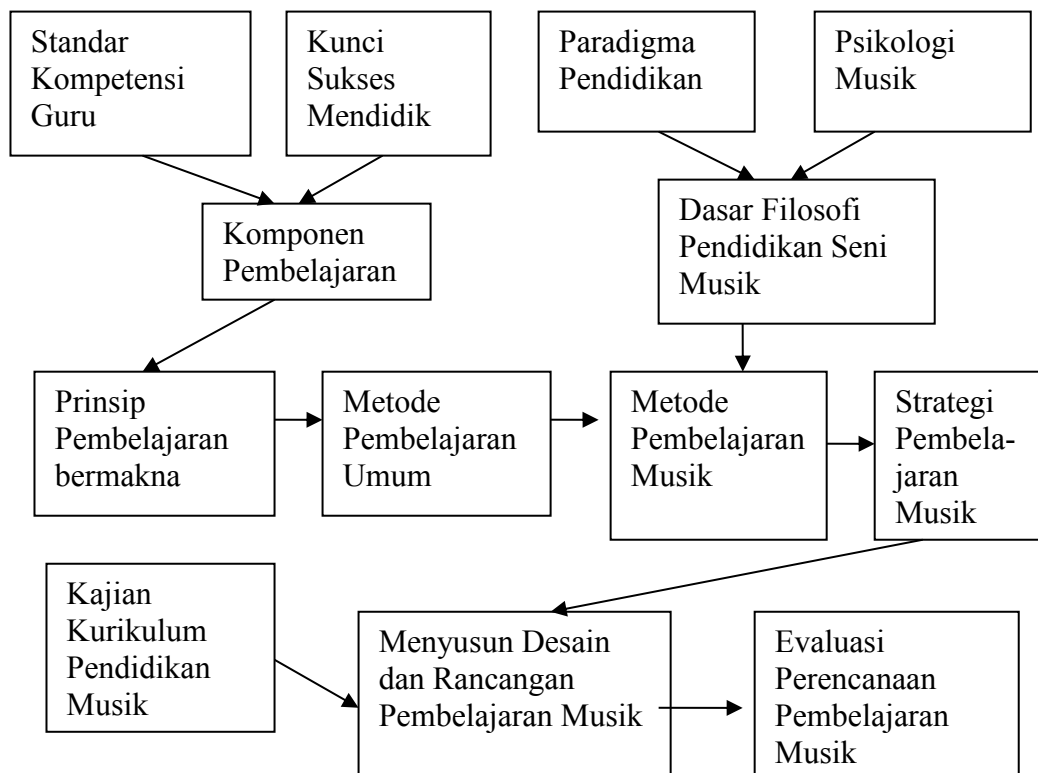 Standar
Kompetensi
Guru
Kunci
Sukses
Mendidik
Paradigma
Pendidikan
Psikologi
Musik
Komponen
Pembelajaran
Dasar Filosofi
Pendidikan Seni
Musik
Prinsip
Pembelajaran
bermakna
Metode
Pembelajaran
Umum
Metode
Pembelajaran
Musik
Strategi
Pembela-
jaran
Musik
Kajian
Kurikulum
Pendidikan
Musik
Menyusun Desain
dan Rancangan
Pembelajaran Musik
Evaluasi
Perencanaan
Pembelajaran
Musik